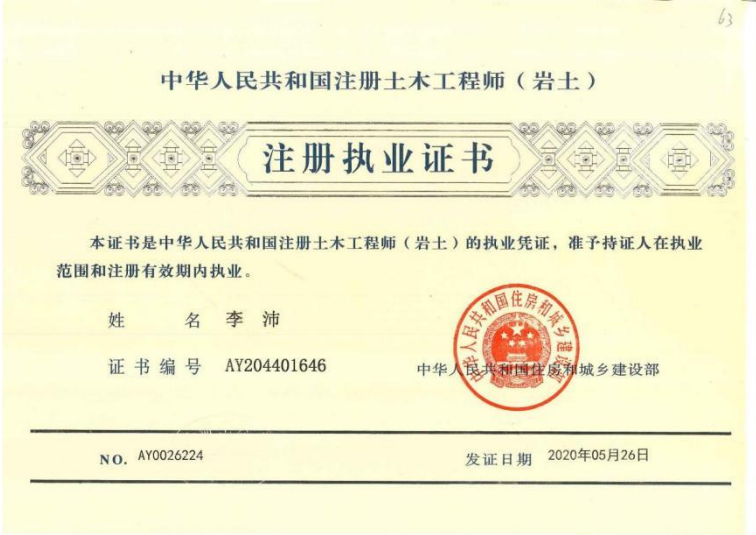 63
中华人民共和国注册土木工程师（岩土）
注册执业证书
本证书是中华人民共和国注册土木工程师（岩土）的执业凭证，准予持证人在执业
范围和注册有效期内执业。
姓 名 李沛
证书编号 AY204401646
中华人民共和国住房和城乡建设部
中华人民共和国住房和城乡建设部
NO. AY0026224
发证日期 2020年05月26日